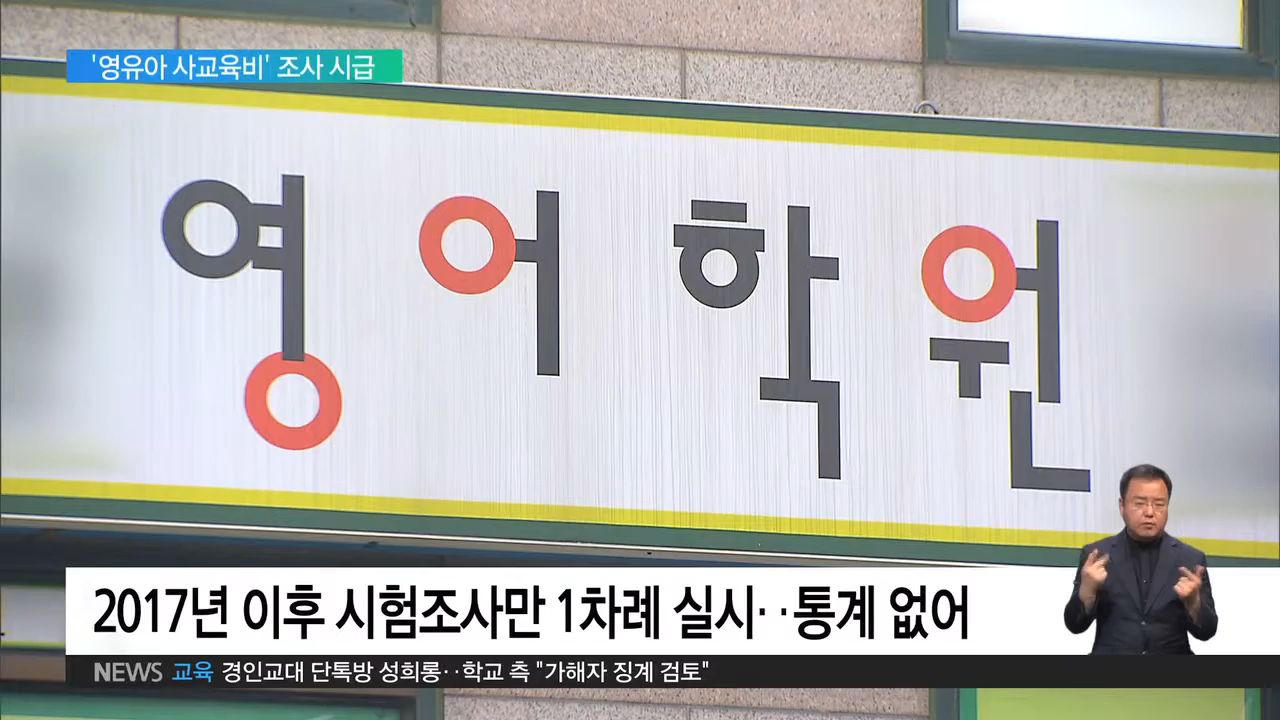 '영유아 사교육비' 조사 시급
영어학원
2017년 이후 시험조사만 1차례 실시‥통계 없어
NEWS 교육 경인교대 단톡방 성희롱‥학교 측 "가해자 징계 검토"